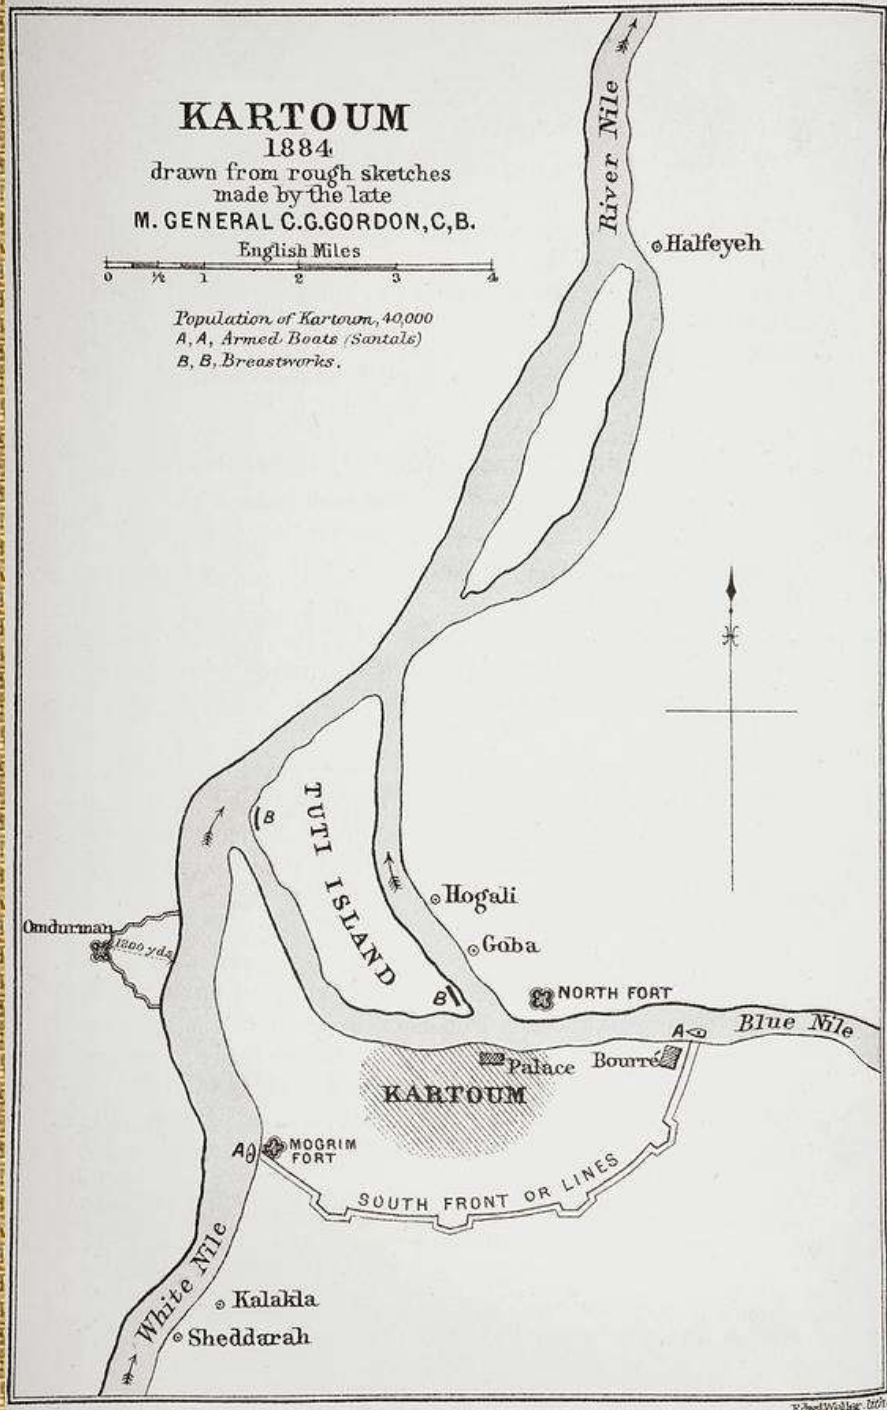 KARTOUM
1884
drawn from rough sketches
made by the late
M. GENERAL C.G.GORDON,C,B.
English Miles
0 ½ 1 2 3 4
Population of Kartoum, 40,000
A, A, Armed Boats (Santals)
B, B, Breastworks.
River Nile
Halfeyeh
TUTI ISLAND
B
Hogali
Omdurman
1200 yds
Goba
B
NORTH FORT
A
Blue Nile
Palace
Bourré
KARTOUM
A
MOGRIM
FORT
SOUTH FRONT OR LINES
White Nile
Kalakla
Sheddarah